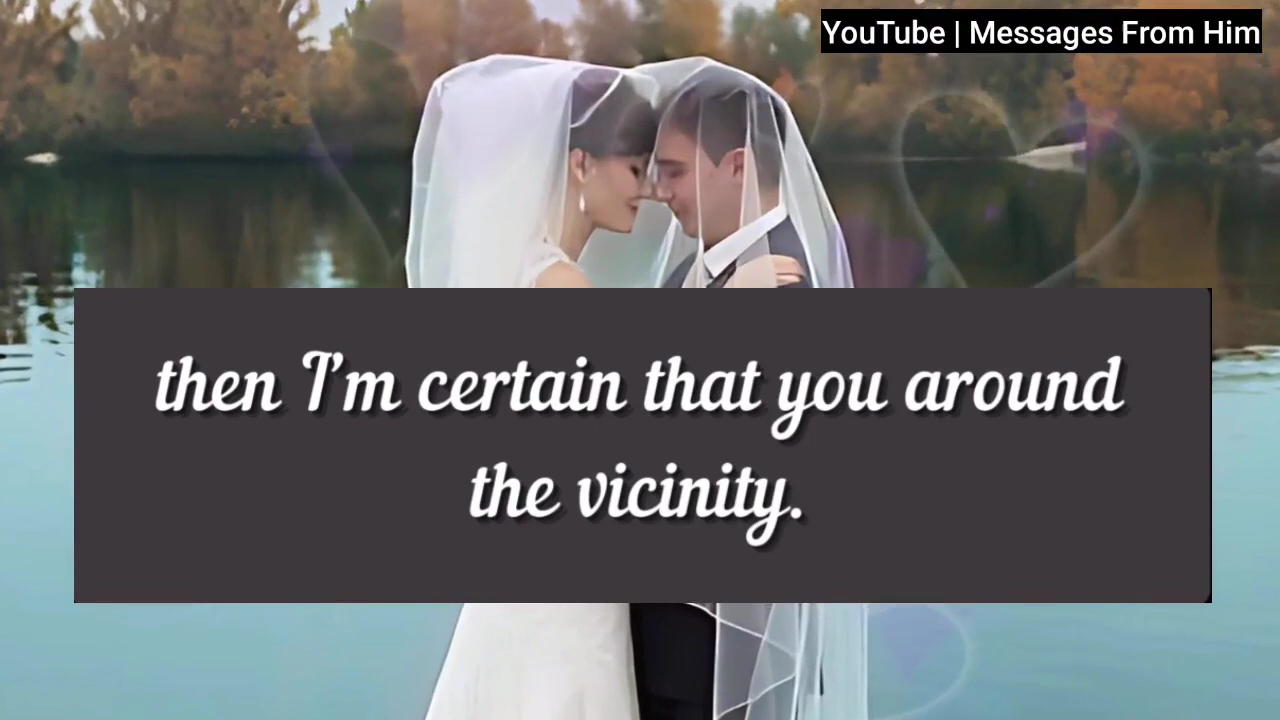 YouTube | Messages From Him
then I'm certain that you around
the vicinity.